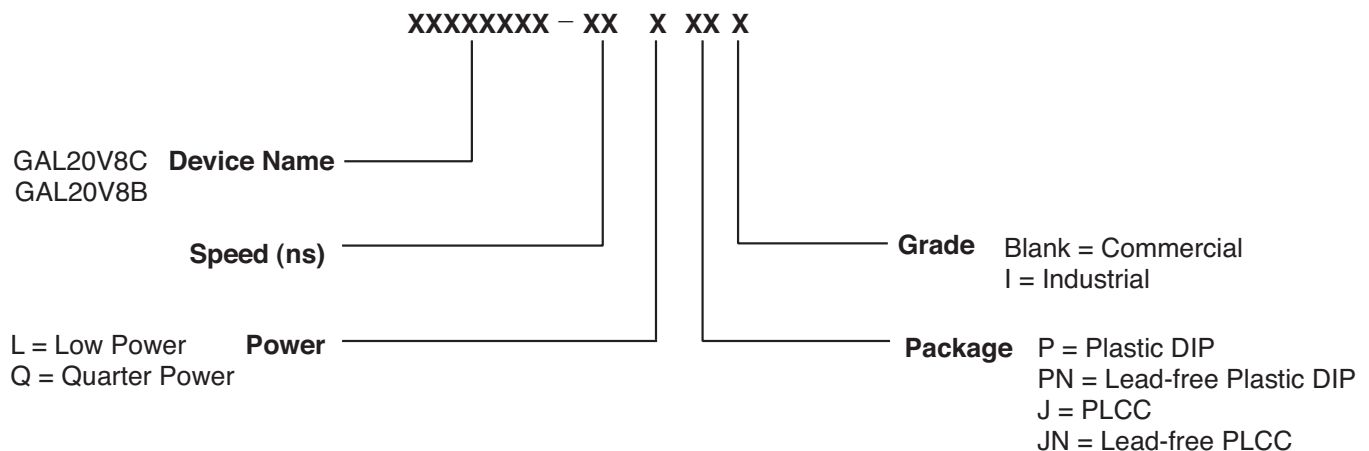 XXXXXXXX – XX X XX X
GAL20V8C Device Name
GAL20V8B
Speed (ns)
Grade Blank = Commercial
I = Industrial
L = Low Power Power
Q = Quarter Power
Package P = Plastic DIP
PN = Lead-free Plastic DIP
J = PLCC
JN = Lead-free PLCC